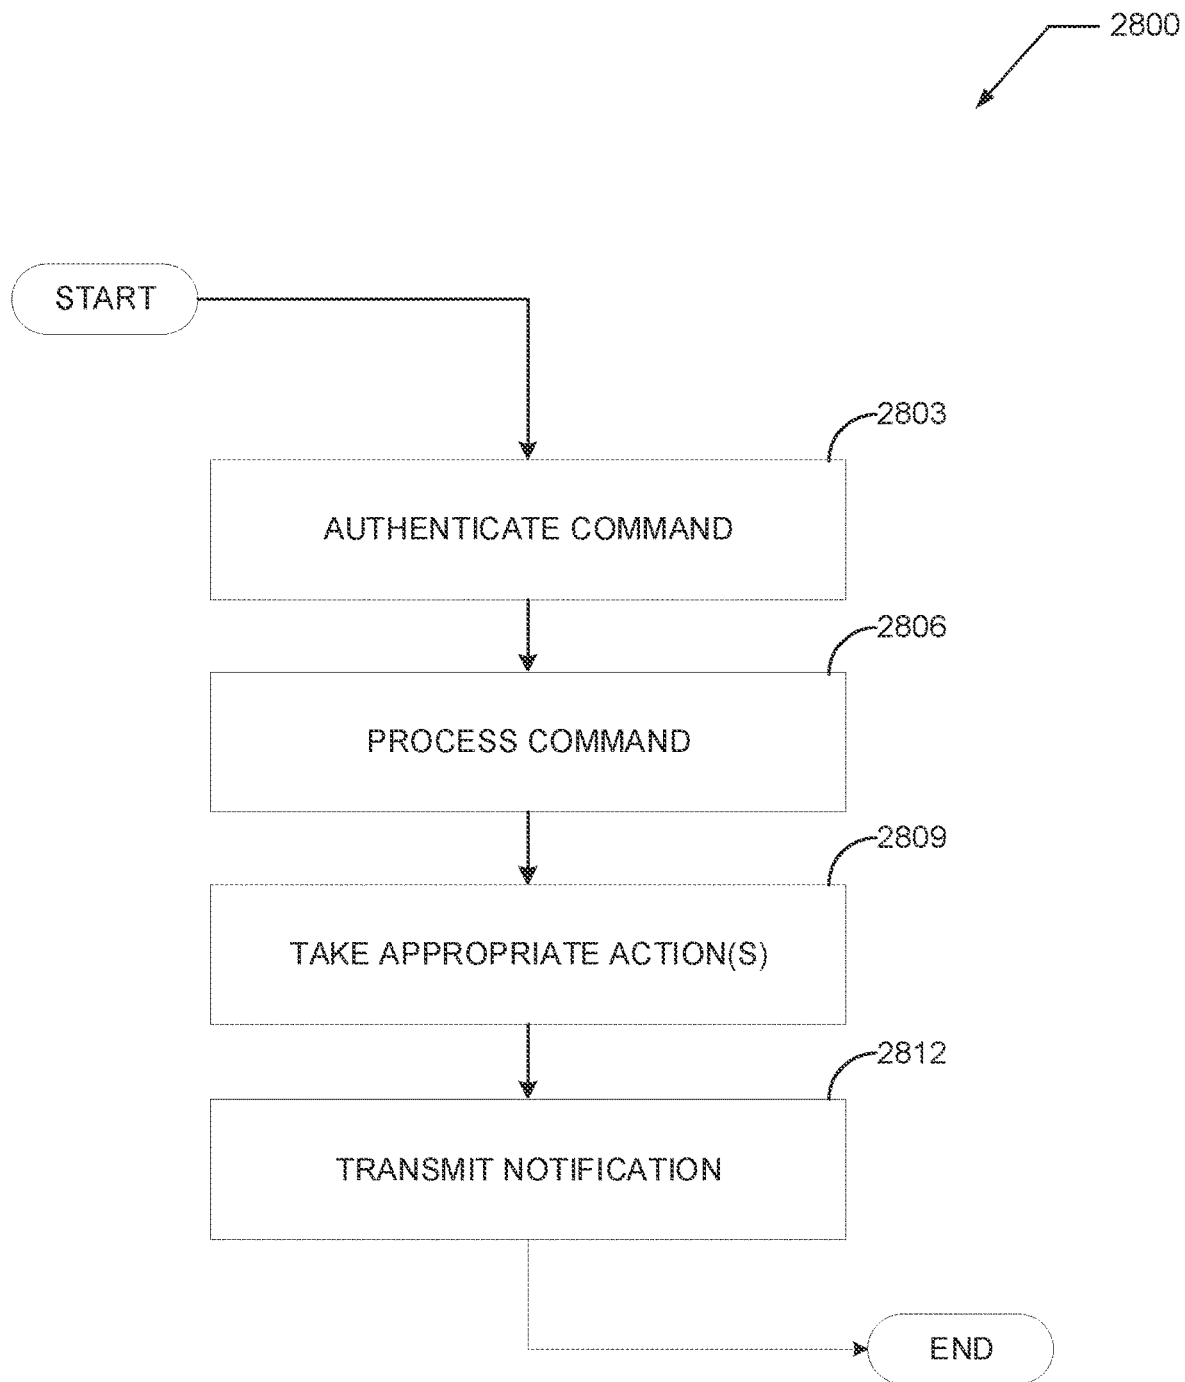 2800
START
2803
AUTHENTICATE COMMAND
2806
PROCESS COMMAND
2809
TAKE APPROPRIATE ACTION(S)
2812
TRANSMIT NOTIFICATION
END